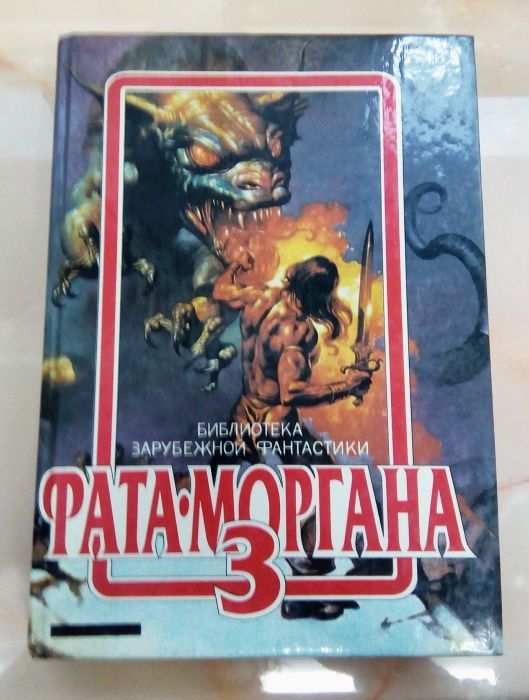 БИБЛИОТЕКА
ЗАРУБЕЖНОЙ ФАНТАСТИКИ
ФАТА·МОРГАНА
3